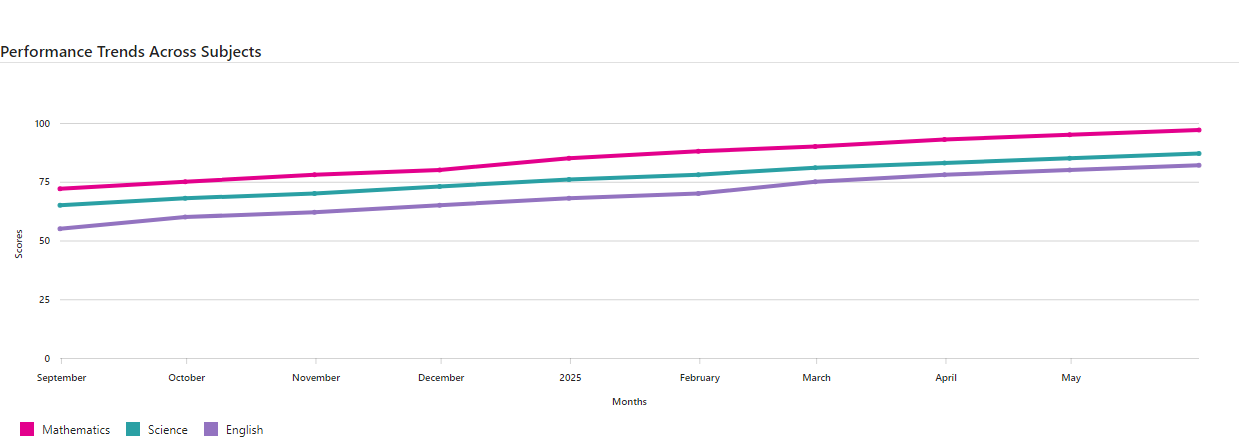 Performance Trends Across Subjects
100
75
50
25
0
Scores
September October November December 2025 February March April May
Months
Mathematics Science English